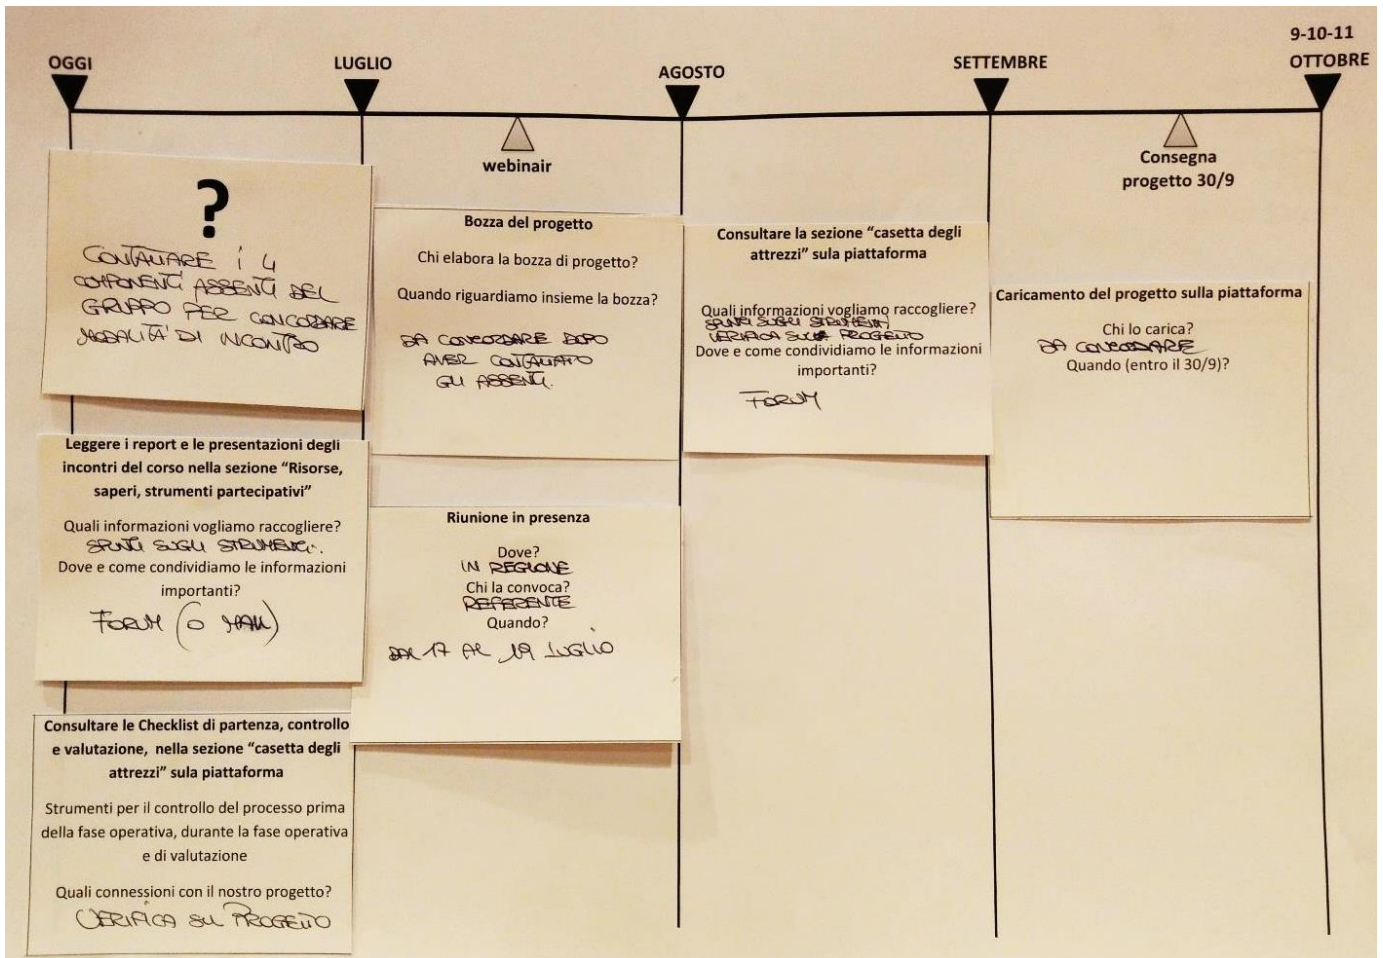 OGGI
LUGLIO
AGOSTO
SETTEMBRE
9-10-11
OTTOBRE
webinair
Consegna
progetto 30/9
?
CONTATTARE i 4
COMPONENTI ASSENTI DEL
GRUPPO PER CONCORDARE
MODALITÀ DI INCONTRO
Leggere i report e le presentazioni degli
incontri del corso nella sezione “Risorse,
saperi, strumenti partecipativi”
Quali informazioni vogliamo raccogliere?
SPUNTI SUGLI STRUMENTI.
Dove e come condividiamo le informazioni
importanti?
FORUM (O MAIL)
Consultare le Checklist di partenza, controllo
e valutazione, nella sezione “casetta degli
attrezzi” sula piattaforma
Strumenti per il controllo del processo prima
della fase operativa, durante la fase operativa
e di valutazione
Quali connessioni con il nostro progetto?
VERIFICA SUL PROGETTO
Bozza del progetto
Chi elabora la bozza di progetto?
Quando riguardiamo insieme la bozza?
DA CONCORDARE DOPO
AVER CONTATTATO
GLI ASSENTI.
Riunione in presenza
Dove?
IN REGIONE
Chi la convoca?
REFERENTE
Quando?
DAL 17 AL 19 LUGLIO
Consultare la sezione “casetta degli
attrezzi” sula piattaforma
Quali informazioni vogliamo raccogliere?
SPUNTI SUGLI STRUMENTI
VERIFICA SUL PROGETTO
Dove e come condividiamo le informazioni
importanti?
FORUM
Caricamento del progetto sulla piattaforma
Chi lo carica?
DA CONCORDARE
Quando (entro il 30/9)?